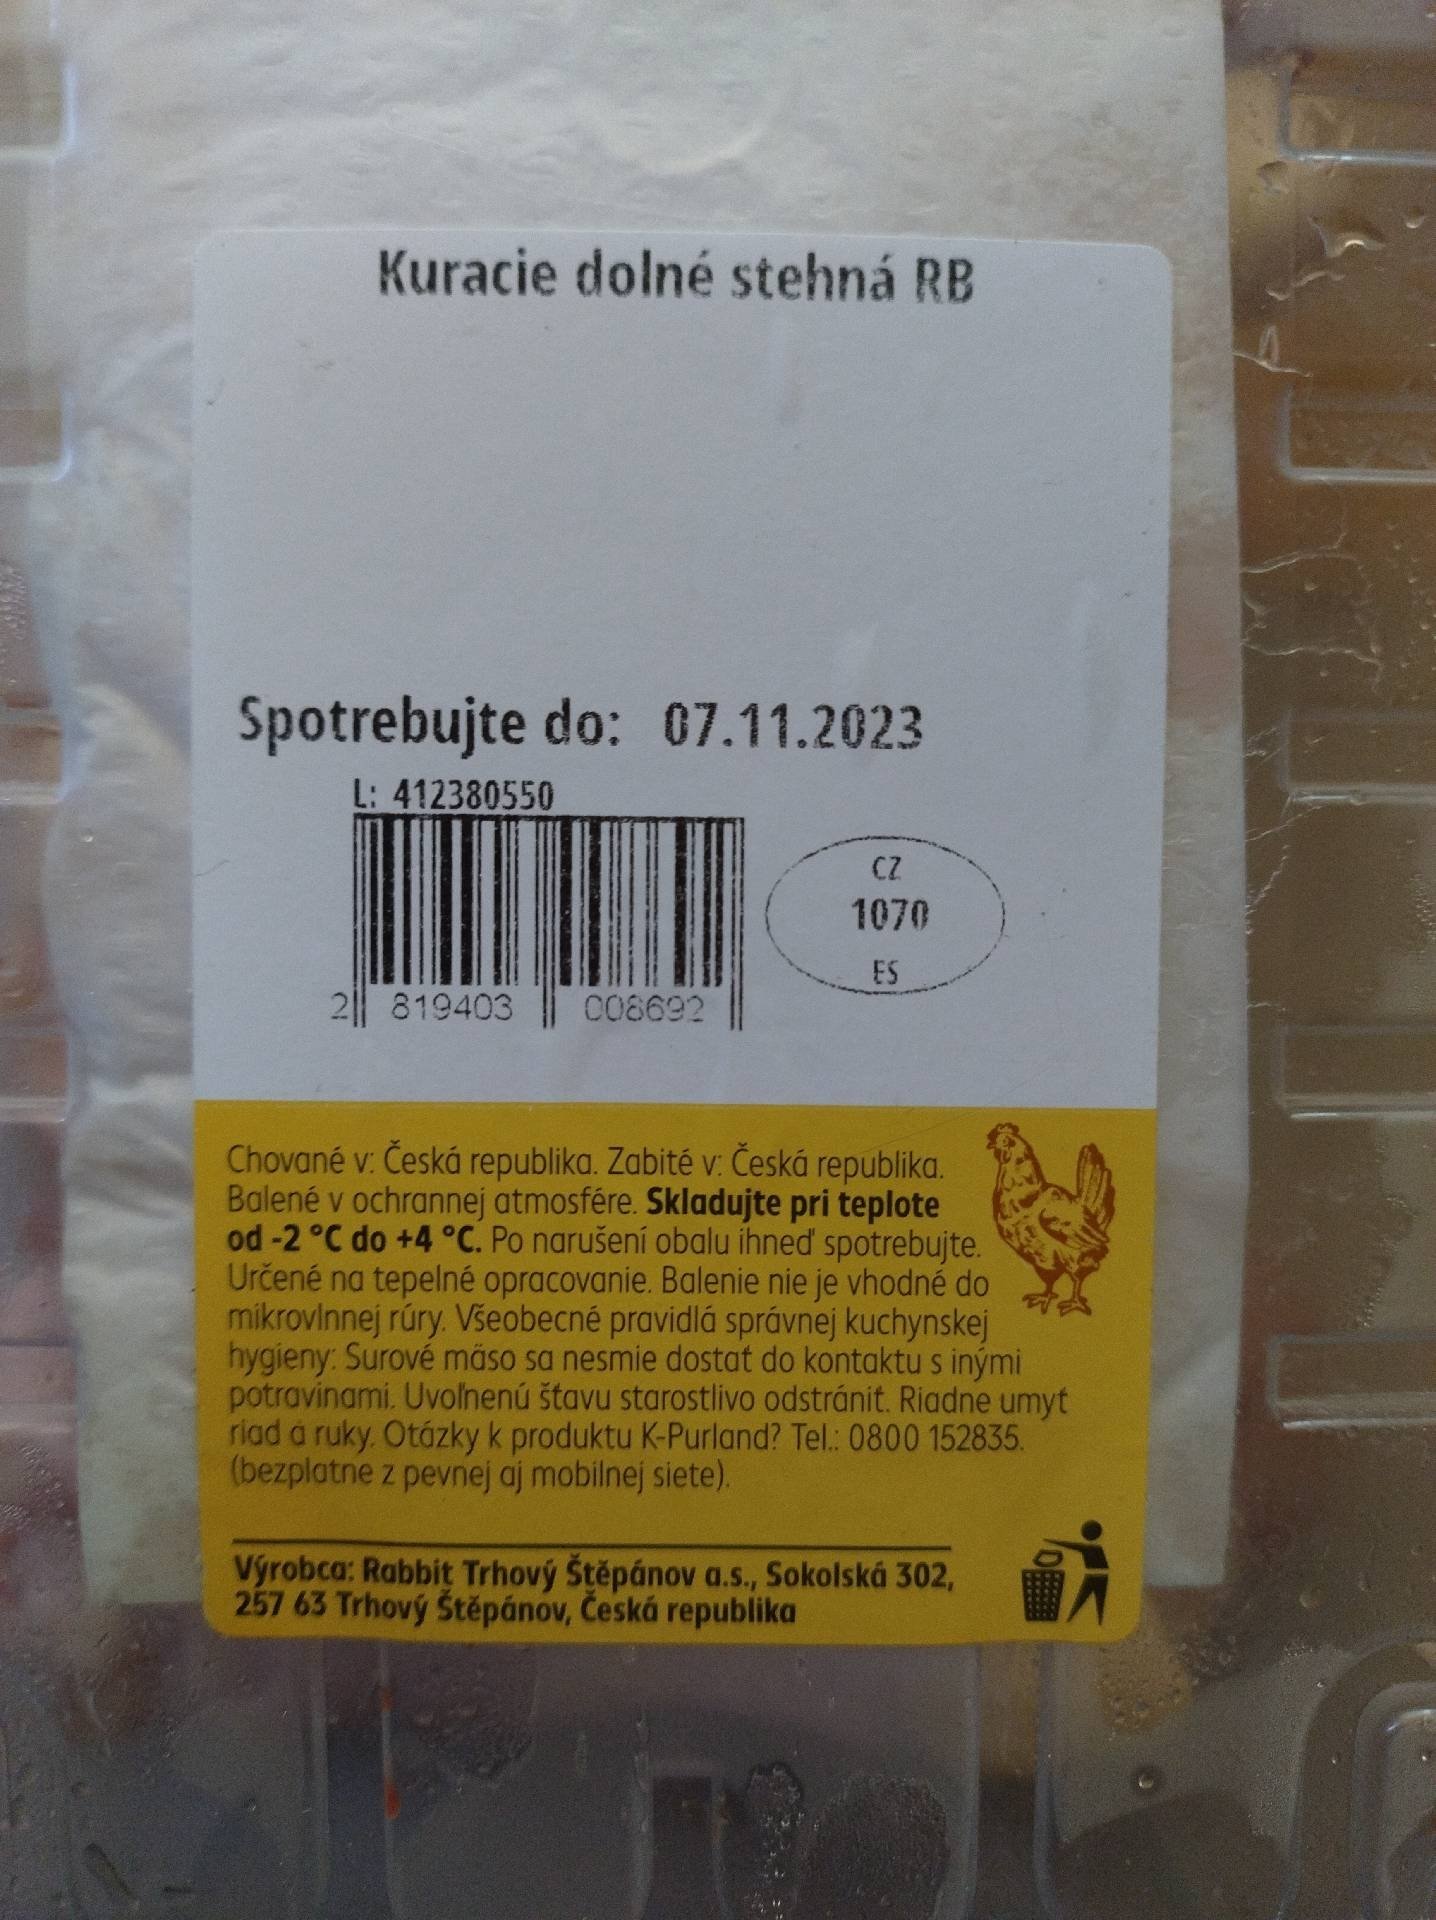 Kuracie dolné stehná RB
Spotrebujte do: 07.11.2023
L: 412380550
2 819403 008692
CZ
1070
ES
Chované v: Česká republika. Zabité v: Česká republika.
Balené v ochrannej atmosfére. Skladujte pri teplote
od -2 °C do +4 °C. Po narušení obalu ihneď spotrebujte.
Určené na tepelné opracovanie. Balenie nie je vhodné do
mikrovlnnej rúry. Všeobecné pravidlá správnej kuchynskej
hygieny: Surové mäso sa nesmie dostať do kontaktu s inými
potravinami. Uvoľnenú šťavu starostlivo odstrániť. Riadne umyť
riad a ruky. Otázky k produktu K-Purland? Tel.: 0800 152835.
(bezplatne z pevnej aj mobilnej siete).
Výrobca: Rabbit Trhový Štěpánov a.s., Sokolská 302,
257 63 Trhový Štěpánov, Česká republika